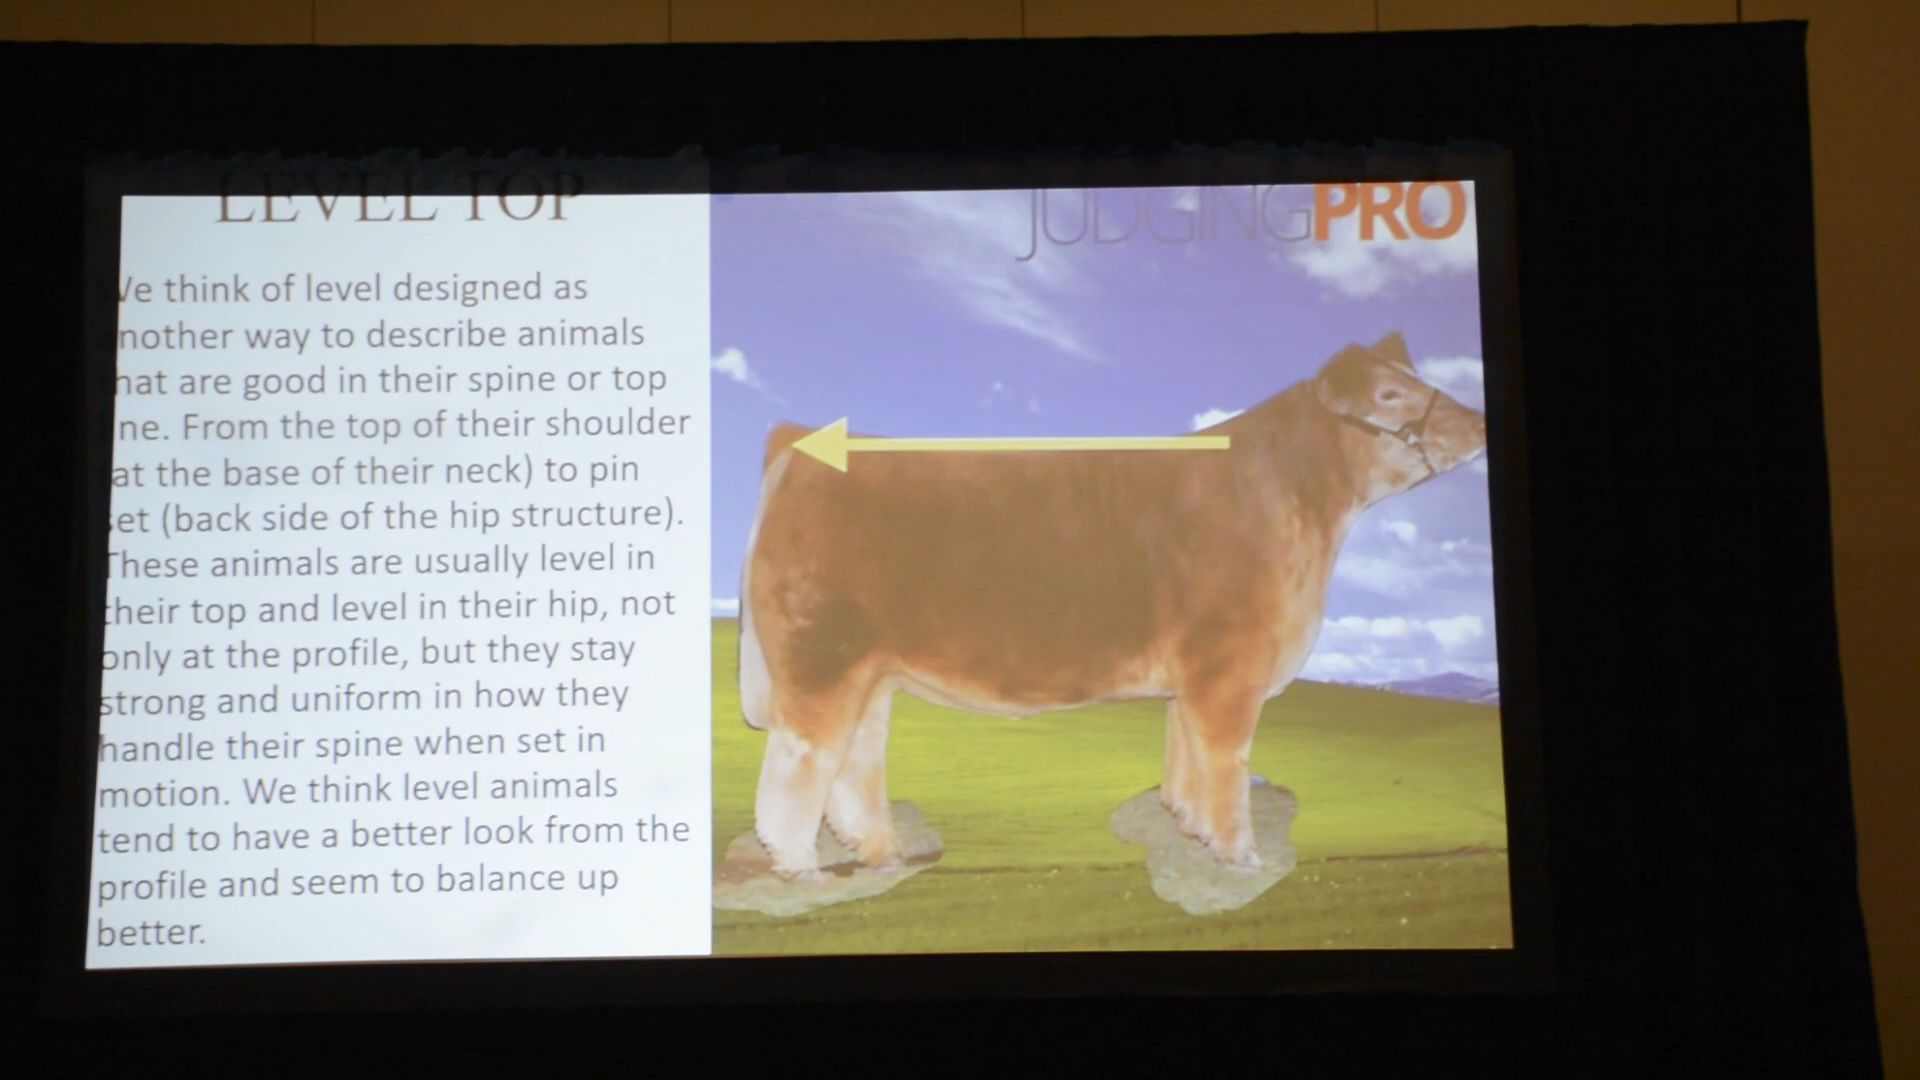 LEVEL TOP
JUDGINGPRO
We think of level designed as
nother way to describe animals
hat are good in their spine or top
ne. From the top of their shoulder
at the base of their neck) to pin
et (back side of the hip structure).
These animals are usually level in
their top and level in their hip, not
only at the profile, but they stay
strong and uniform in how they
handle their spine when set in
motion. We think level animals
tend to have a better look from the
profile and seem to balance up
better.